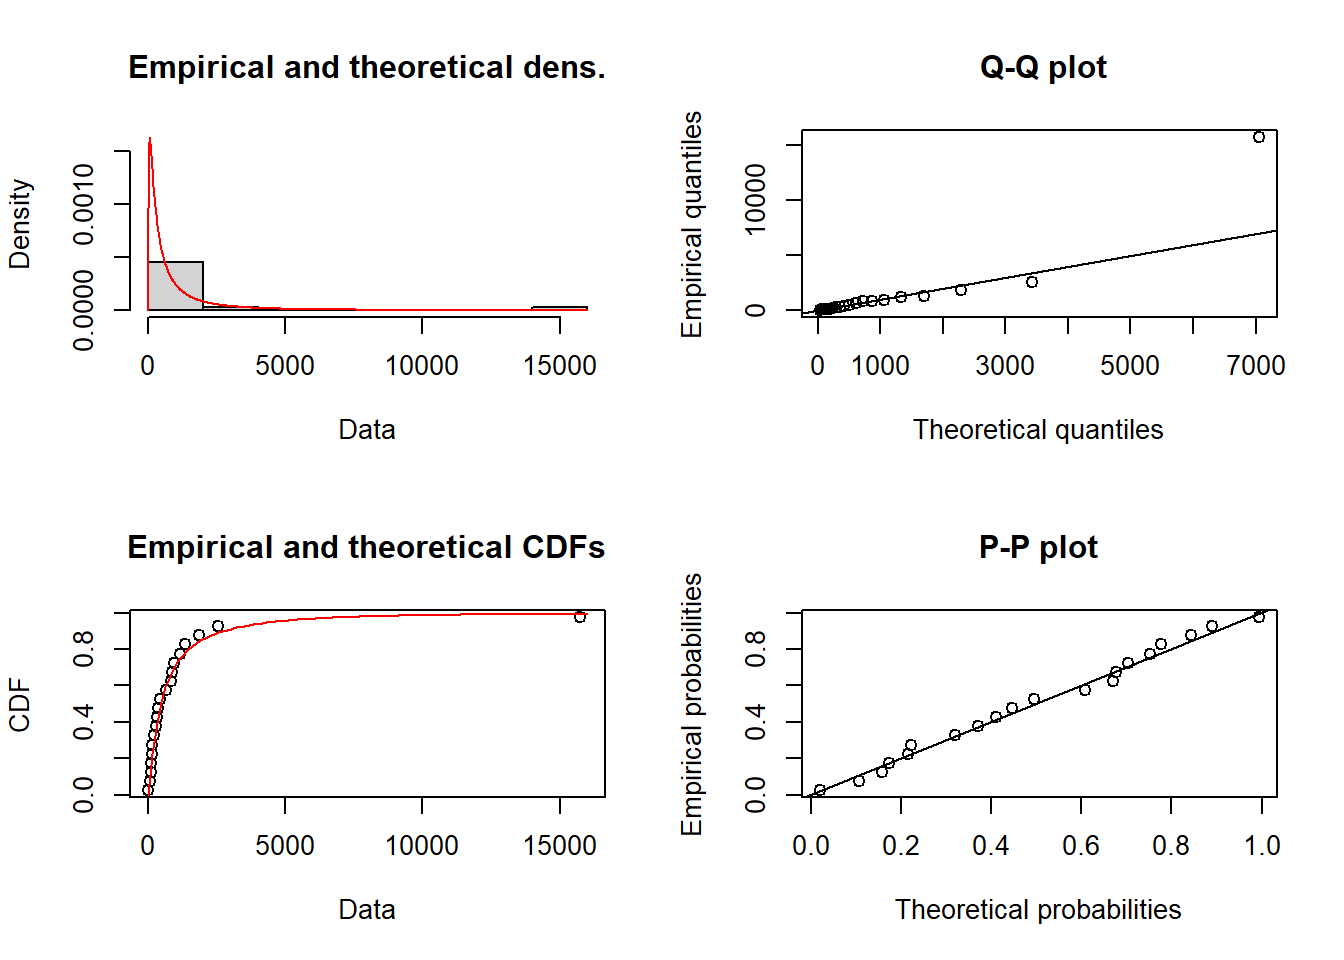 Empirical and theoretical dens.
Density
0.0000 0.0010
0 5000 10000 15000
Data
Q-Q plot
Empirical quantiles
0 10000
0 1000 3000 5000 7000
Theoretical quantiles
Empirical and theoretical CDFs
CDF
0.0 0.4 0.8
0 5000 10000 15000
Data
P-P plot
Empirical probabilities
0.0 0.4 0.8
0.0 0.2 0.4 0.6 0.8 1.0
Theoretical probabilities